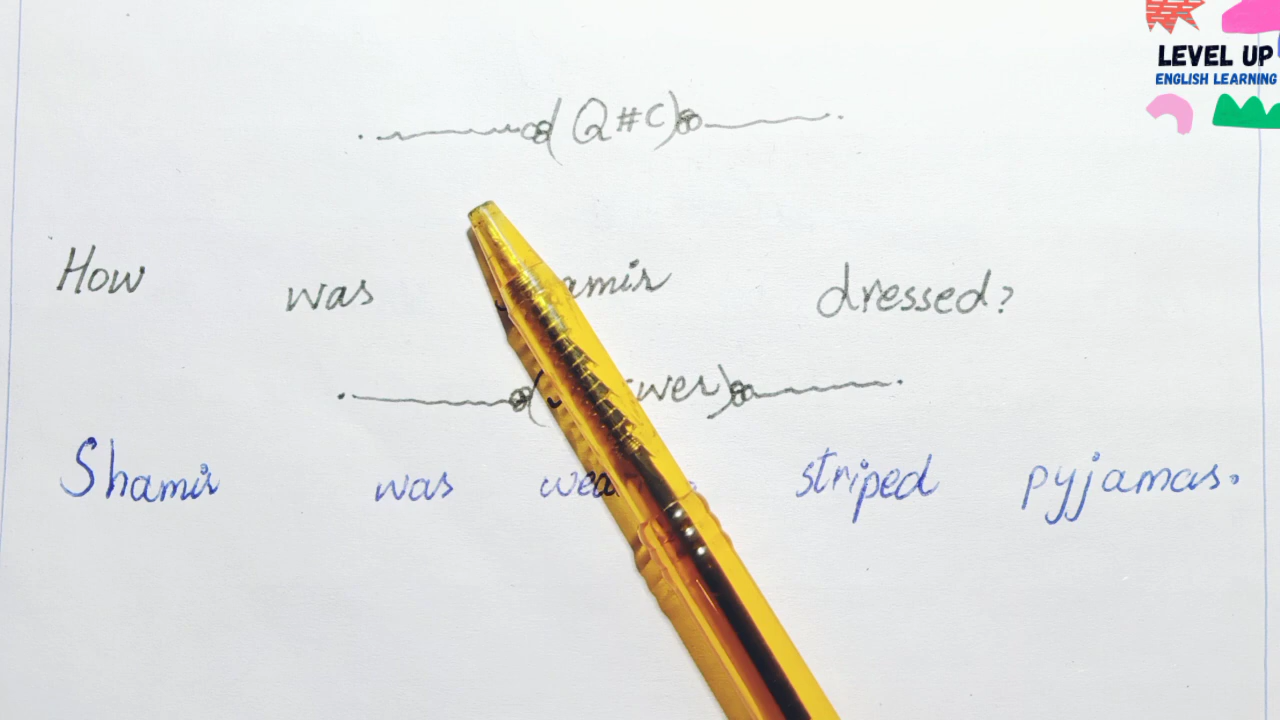 LEVEL UP
ENGLISH LEARNING
(Q#C)
How was dressed?
Shamir was striped pyjamas.